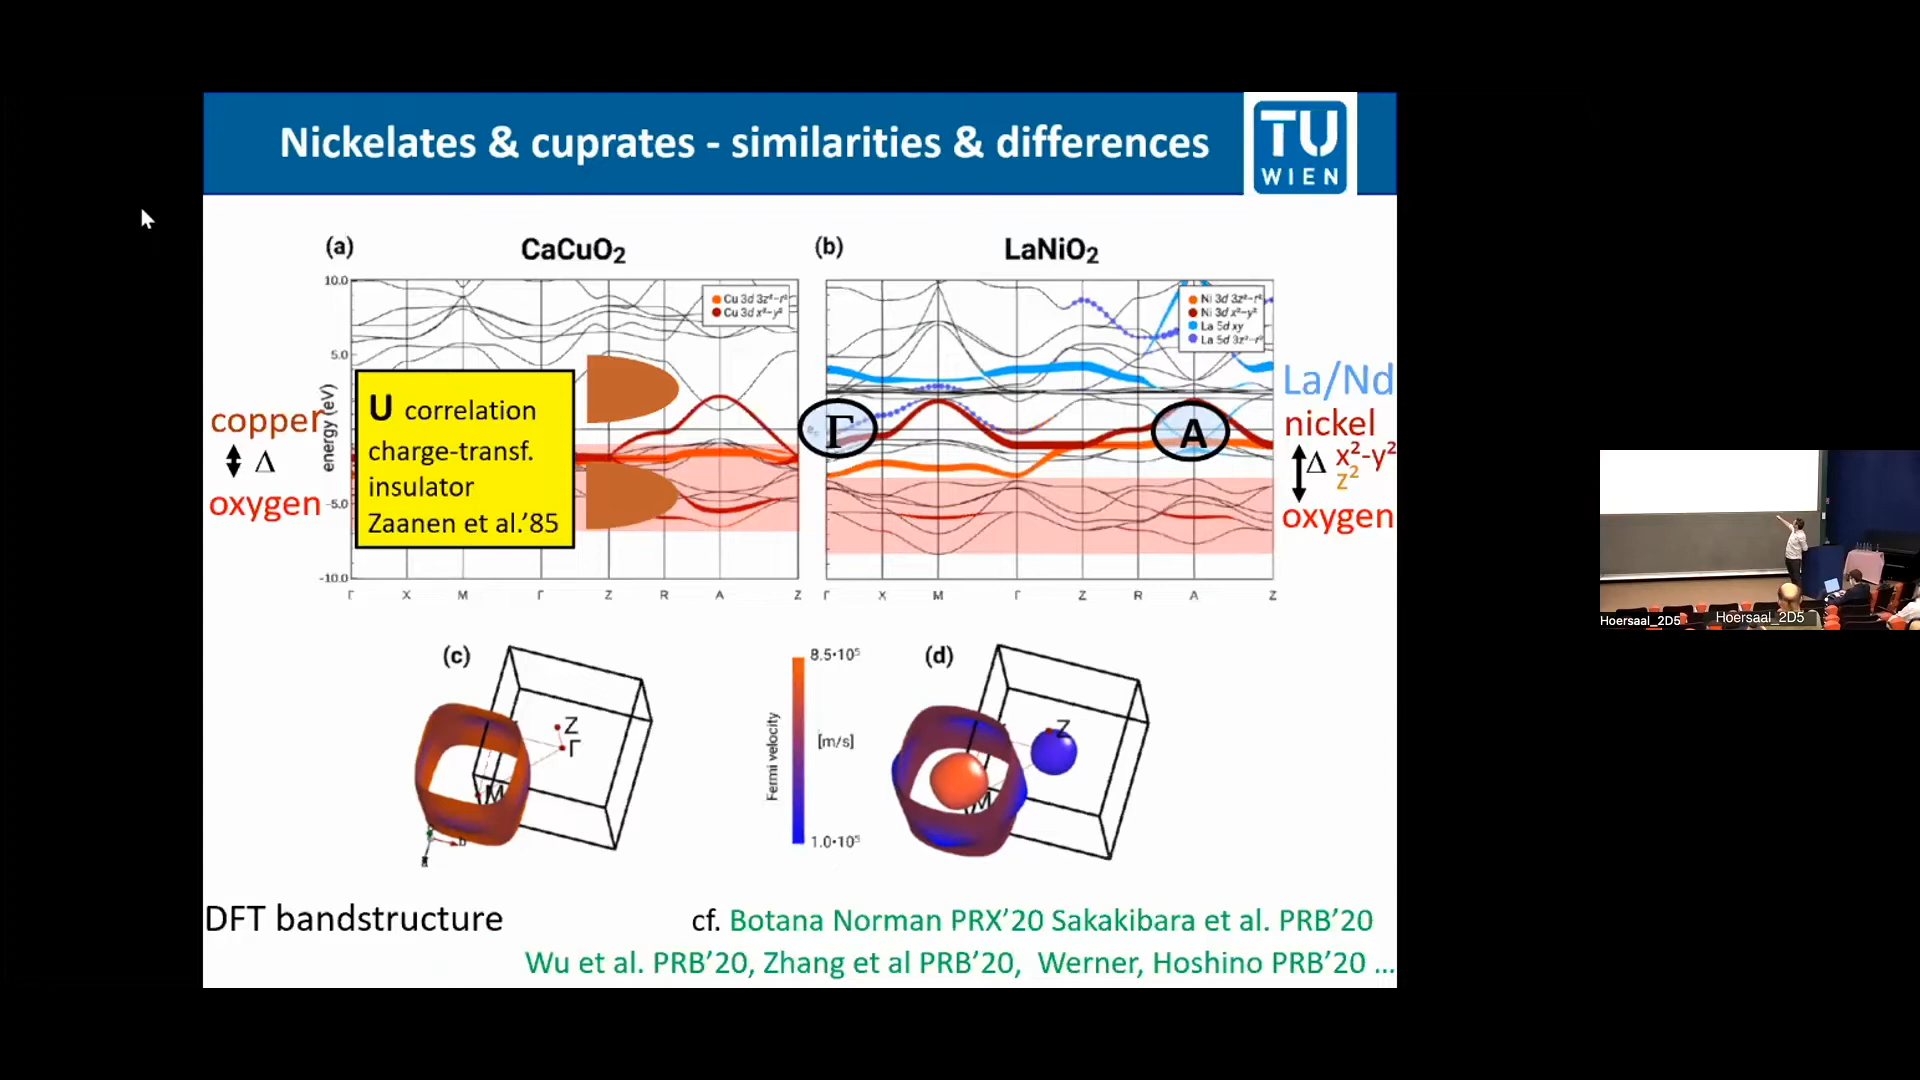 Nickelates & cuprates - similarities & differences
TU
WIEN
(a)
CaCuO₂
(b)
LaNiO₂
10.0
5.0
-5.0
-10.0
energy (eV)
Cu 3d 3z²-r²
Cu 3d x²-y²
Ni 3d 3z²-r²
Ni 3d x²-y²
La 5d xy
La 5d 3z²-r²
copper
Δ
oxygen
U correlation
charge-transf.
insulator
Zaanen et al.’85
Γ
A
La/Nd
nickel
Δ x²-y²
z²
oxygen
Γ X M Γ Z R A Z
Γ X M Γ Z R A Z
(c)
Z
Γ
M
b
8.5·10⁵
Fermi velocity
[m/s]
1.0·10⁵
(d)
Z
M
DFT bandstructure
cf. Botana Norman PRX’20 Sakakibara et al. PRB’20
Wu et al. PRB’20, Zhang et al PRB’20, Werner, Hoshino PRB’20 ...
Hoersaal_2D5
Hoersaal_2D5